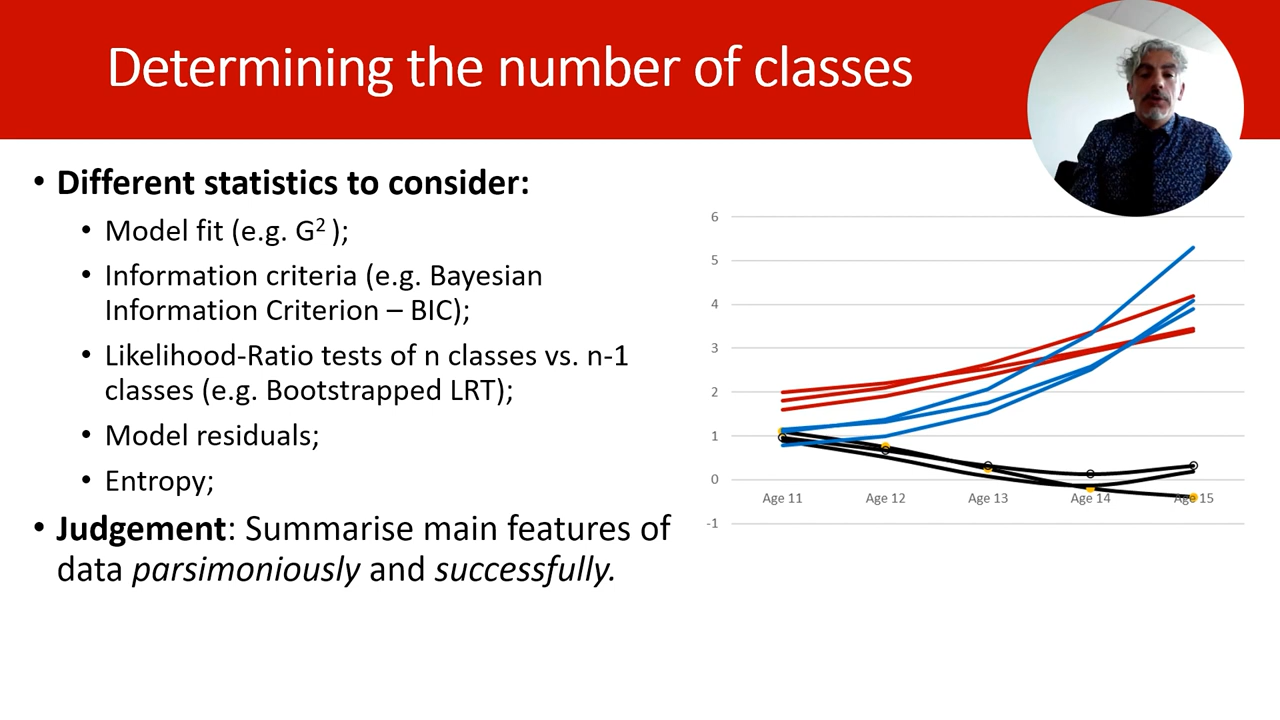 Determining the number of classes
• Different statistics to consider:
• Model fit (e.g. G² );
• Information criteria (e.g. Bayesian
Information Criterion – BIC);
• Likelihood-Ratio tests of n classes vs. n-1
classes (e.g. Bootstrapped LRT);
• Model residuals;
• Entropy;
• Judgement: Summarise main features of
data parsimoniously and successfully.
6
5
4
3
2
1
0
-1
Age 11 Age 12 Age 13 Age 14 Age 15